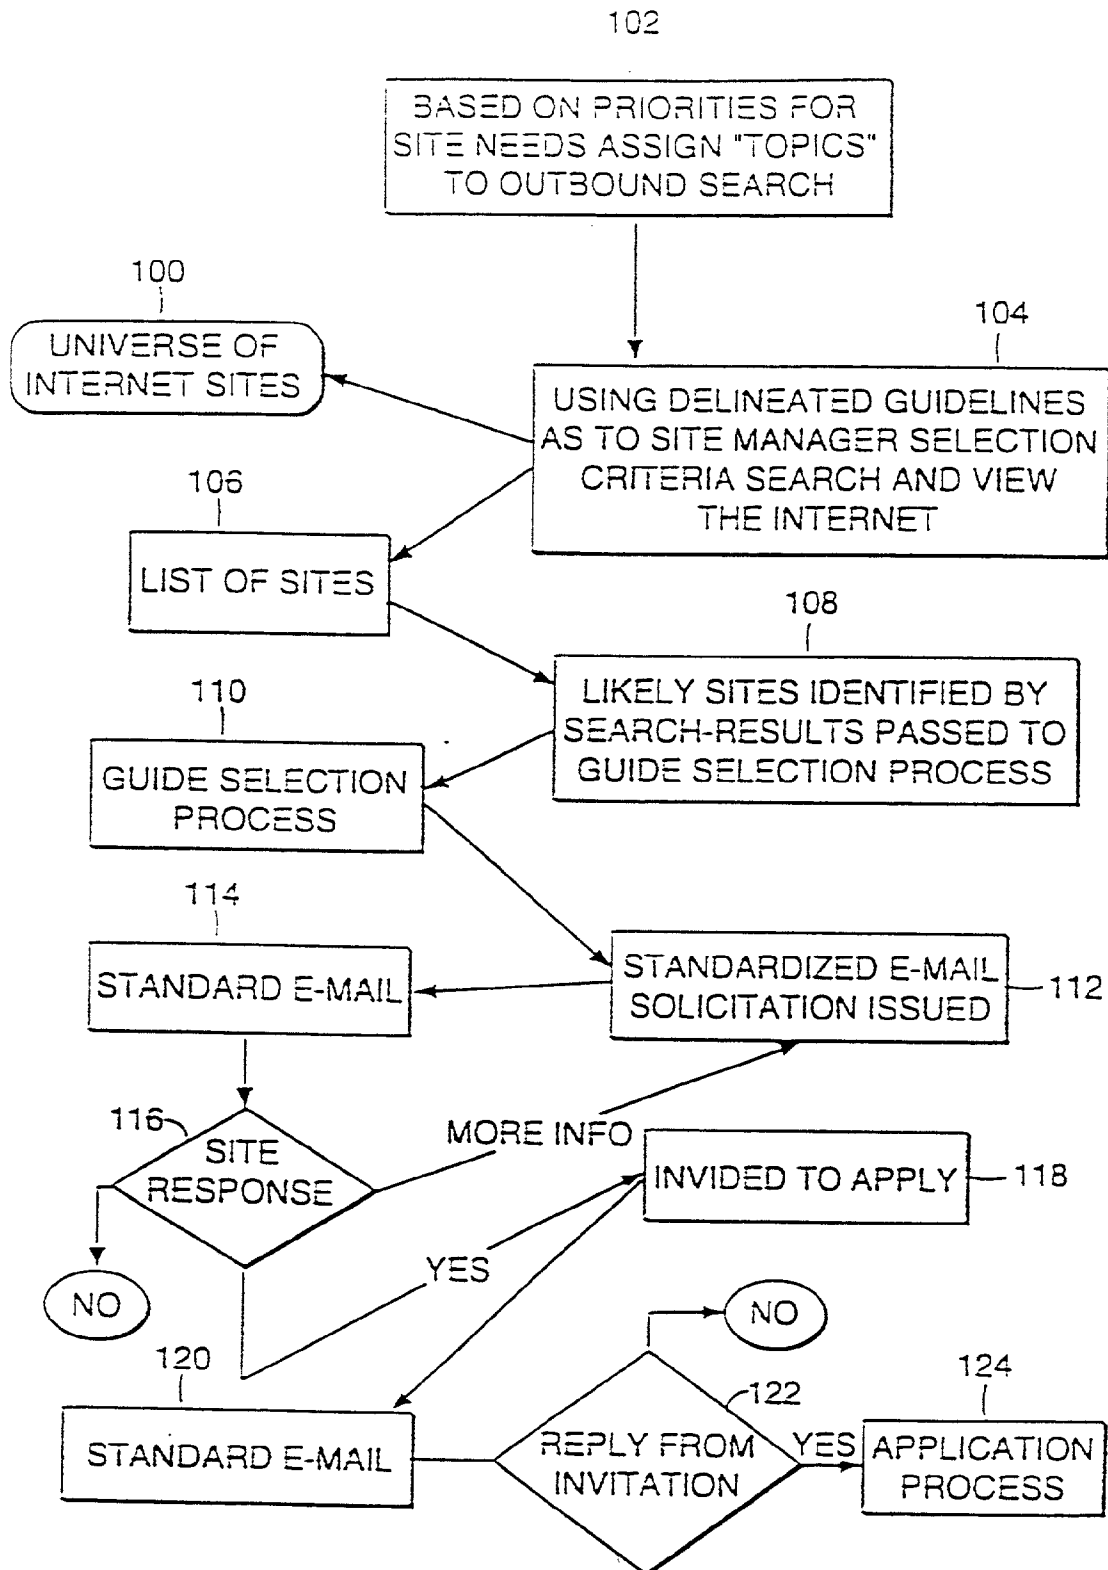 102
BASED ON PRIORITIES FOR
SITE NEEDS ASSIGN "TOPICS"
TO OUTBOUND SEARCH
100
UNIVERSE OF
INTERNET SITES
104
USING DELINEATED GUIDELINES
AS TO SITE MANAGER SELECTION
CRITERIA SEARCH AND VIEW
THE INTERNET
106
LIST OF SITES
108
LIKELY SITES IDENTIFIED BY
SEARCH-RESULTS PASSED TO
GUIDE SELECTION PROCESS
110
GUIDE SELECTION
PROCESS
114
STANDARD E-MAIL
STANDARDIZED E-MAIL
SOLICITATION ISSUED
112
116
SITE
RESPONSE
MORE INFO
INVIDED TO APPLY
118
YES
NO
NO
120
STANDARD E-MAIL
122
REPLY FROM
INVITATION
YES
124
APPLICATION
PROCESS